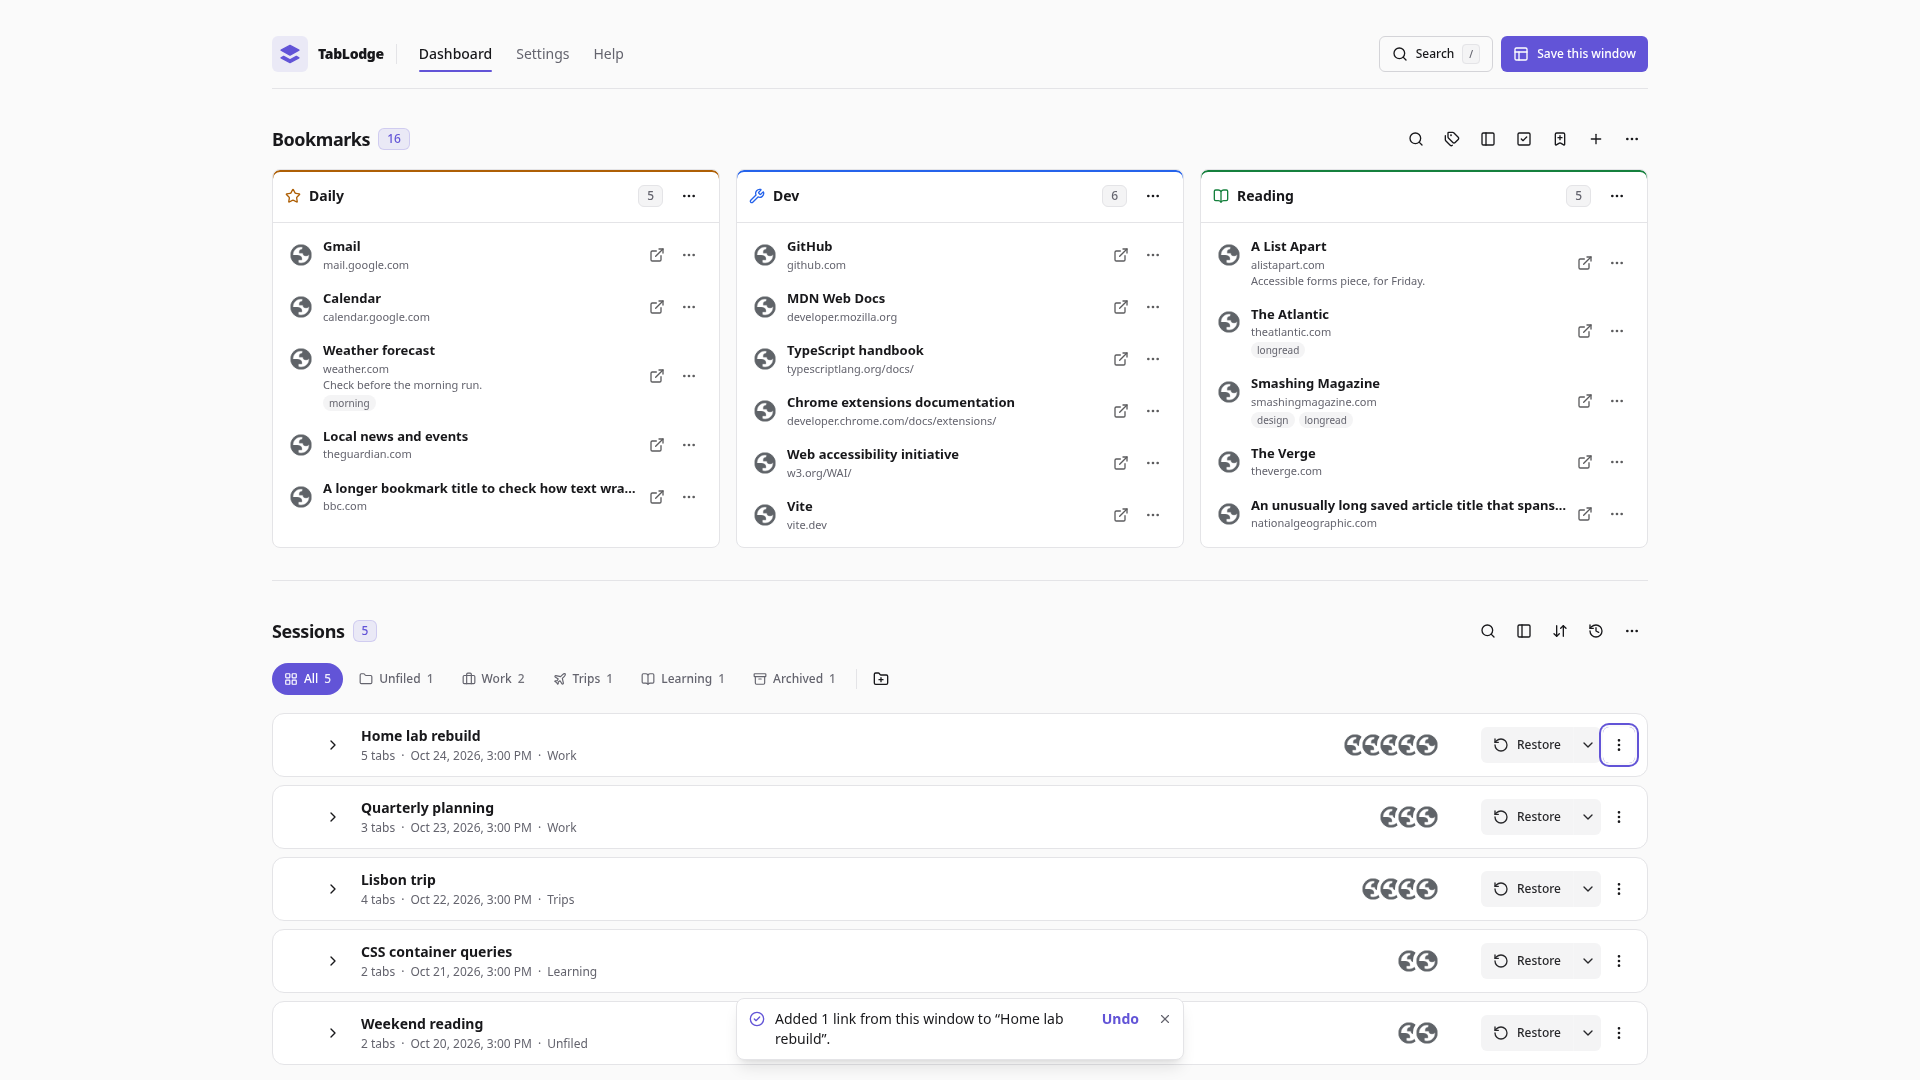 TabLodge
Dashboard
Settings
Help
Search /
Save this window
Bookmarks 16
Daily 5
Gmail
mail.google.com
Calendar
calendar.google.com
Weather forecast
weather.com
Check before the morning run.
morning
Local news and events
theguardian.com
A longer bookmark title to check how text wra...
bbc.com
Dev 6
GitHub
github.com
MDN Web Docs
developer.mozilla.org
TypeScript handbook
typescriptlang.org/docs/
Chrome extensions documentation
developer.chrome.com/docs/extensions/
Web accessibility initiative
w3.org/WAI/
Vite
vite.dev
Reading 5
A List Apart
alistapart.com
Accessible forms piece, for Friday.
The Atlantic
theatlantic.com
longread
Smashing Magazine
smashingmagazine.com
design longread
The Verge
theverge.com
An unusually long saved article title that spans...
nationalgeographic.com
Sessions 5
All 5
Unfiled 1
Work 2
Trips 1
Learning 1
Archived 1
Home lab rebuild
5 tabs · Oct 24, 2026, 3:00 PM · Work
Restore
Quarterly planning
3 tabs · Oct 23, 2026, 3:00 PM · Work
Restore
Lisbon trip
4 tabs · Oct 22, 2026, 3:00 PM · Trips
Restore
CSS container queries
2 tabs · Oct 21, 2026, 3:00 PM · Learning
Restore
Weekend reading
2 tabs · Oct 20, 2026, 3:00 PM · Unfiled
Restore
Added 1 link from this window to “Home lab
rebuild”.
Undo